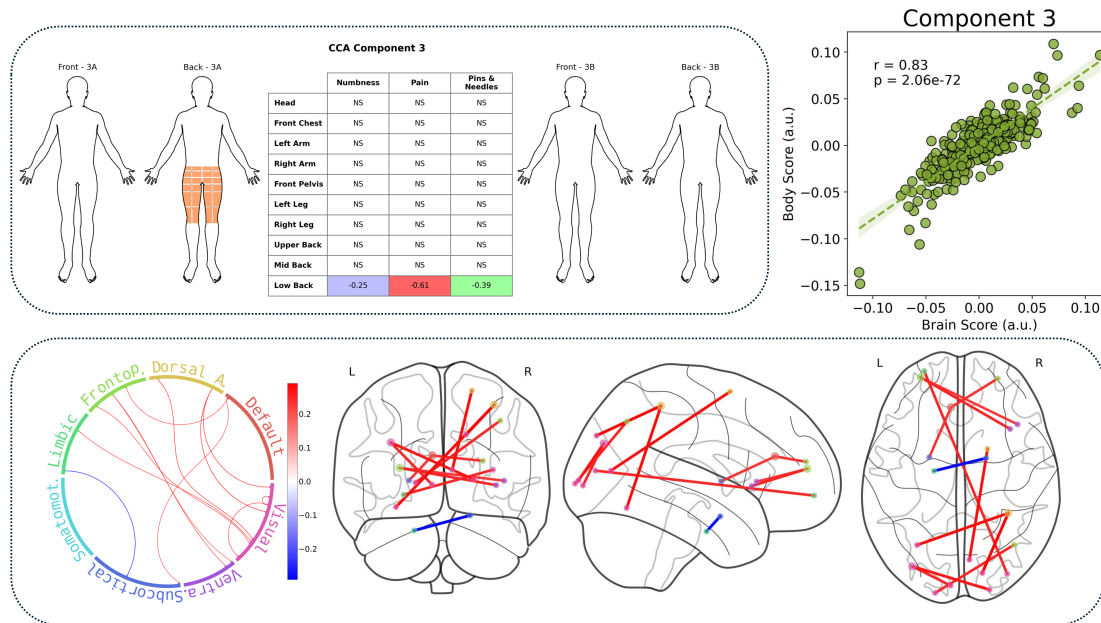 Component 3
CCA Component 3
Front - 3A
Back - 3A
Front - 3B
Back - 3B
Numbness Pain Pins & Needles
Head NS NS NS
Front Chest NS NS NS
Left Arm NS NS NS
Right Arm NS NS NS
Front Pelvis NS NS NS
Left Leg NS NS NS
Right Leg NS NS NS
Upper Back NS NS NS
Mid Back NS NS NS
Low Back -0.25 -0.61 -0.39
r = 0.83
p = 2.06e-72
Body Score (a.u.)
0.10
0.05
0.00
−0.05
−0.10
−0.15
−0.10 −0.05 0.00 0.05 0.10
Brain Score (a.u.)
Frontop.
Dorsal A.
Default
Limbic
Somatomot.
Subcortical
Ventra.
Visual
0.2
0.1
0.0
−0.1
−0.2
L R
L R